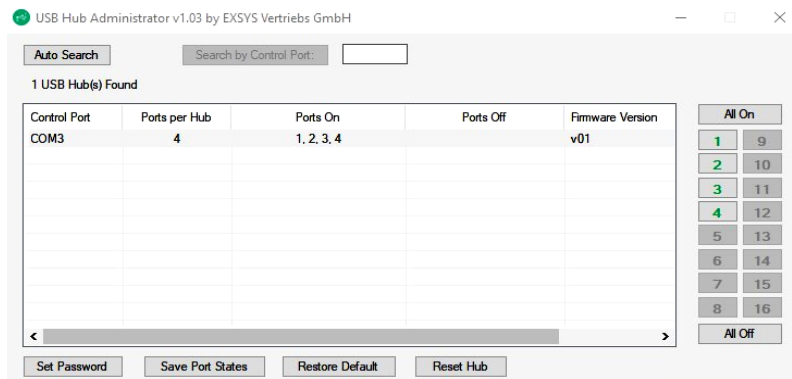 USB Hub Administrator v1.03 by EXSYS Vertriebs GmbH
Auto Search Search by Control Port:
1 USB Hub(s) Found
Control Port Ports per Hub Ports On Ports Off Firmware Version
COM3 4 1, 2, 3, 4 v01
All On
1 9
2 10
3 11
4 12
5 13
6 14
7 15
8 16
All Off
Set Password Save Port States Restore Default Reset Hub